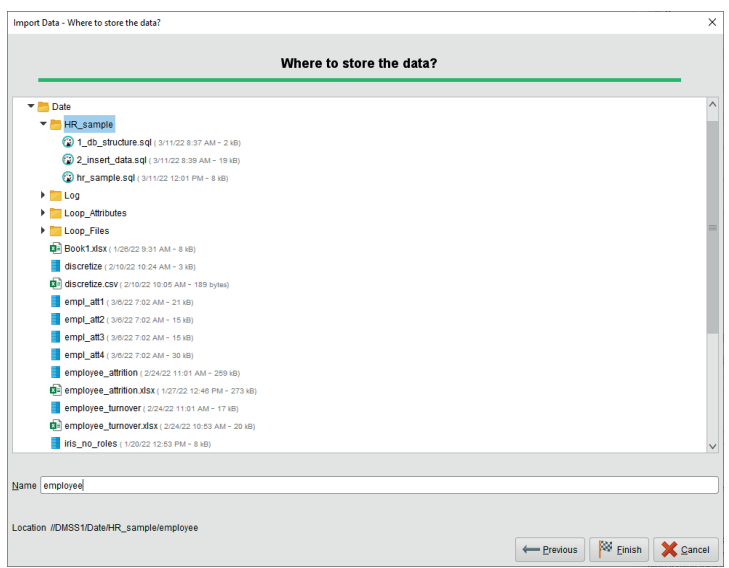 Import Data - Where to store the data?
Where to store the data?
Date
HR_sample
1_db_structure.sql ( 3/11/22 8:37 AM - 2 kB)
2_insert_data.sql ( 3/11/22 8:39 AM - 19 kB)
hr_sample.sql ( 3/11/22 12:01 PM - 8 kB)
Log
Loop_Attributes
Loop_Files
Book1.xlsx ( 1/26/22 9:31 AM - 8 kB)
discretize ( 2/10/22 10:24 AM - 3 kB)
discretize.csv ( 2/10/22 10:05 AM - 189 bytes)
empl_att1 ( 3/6/22 7:02 AM - 21 kB)
empl_att2 ( 3/6/22 7:02 AM - 15 kB)
empl_att3 ( 3/6/22 7:02 AM - 15 kB)
empl_att4 ( 3/6/22 7:02 AM - 30 kB)
employee_attrition ( 2/24/22 11:01 AM - 259 kB)
employee_attrition.xlsx ( 1/27/22 12:46 PM - 273 kB)
employee_turnover ( 2/24/22 11:01 AM - 17 kB)
employee_turnover.xlsx ( 2/24/22 10:53 AM - 20 kB)
iris_no_roles ( 1/20/22 12:53 PM - 8 kB)
Name employee
Location //DMSS1/Date/HR_sample/employee
Previous Finish Cancel